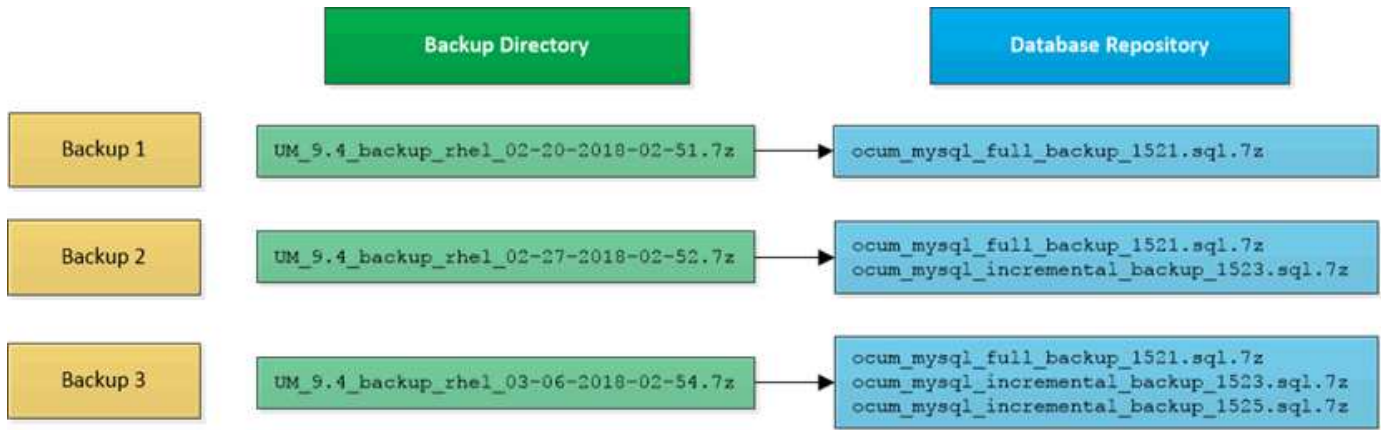 Backup Directory
Database Repository
Backup 1
UM_9.4_backup_rhel_02-20-2018-02-51.7z
ocum_mysql_full_backup_1521.sql.7z
Backup 2
UM_9.4_backup_rhel_02-27-2018-02-52.7z
ocum_mysql_full_backup_1521.sql.7z
ocum_mysql_incremental_backup_1523.sql.7z
Backup 3
UM_9.4_backup_rhel_03-06-2018-02-54.7z
ocum_mysql_full_backup_1521.sql.7z
ocum_mysql_incremental_backup_1523.sql.7z
ocum_mysql_incremental_backup_1525.sql.7z